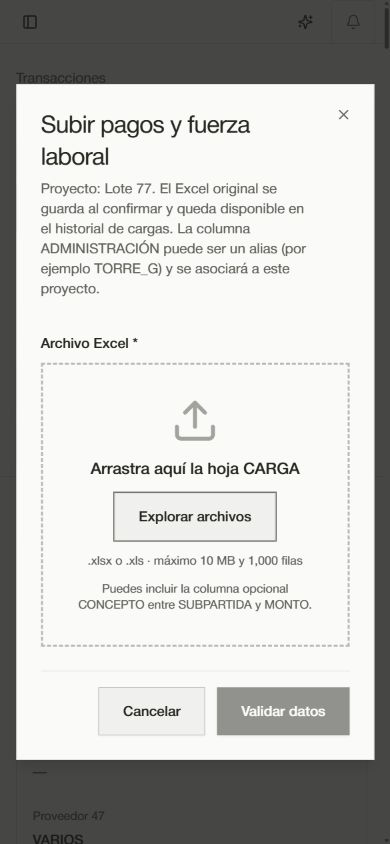 Transacciones
Subir pagos y fuerza
laboral
Proyecto: Lote 77. El Excel original se
guarda al confirmar y queda disponible en
el historial de cargas. La columna
ADMINISTRACIÓN puede ser un alias (por
ejemplo TORRE_G) y se asociará a este
proyecto.
Archivo Excel *
Arrastra aquí la hoja CARGA
Explorar archivos
.xlsx o .xls · máximo 10 MB y 1,000 filas
Puedes incluir la columna opcional
CONCEPTO entre SUBPARTIDA y MONTO.
Cancelar
Validar datos
—
Proveedor 47
VARIOS